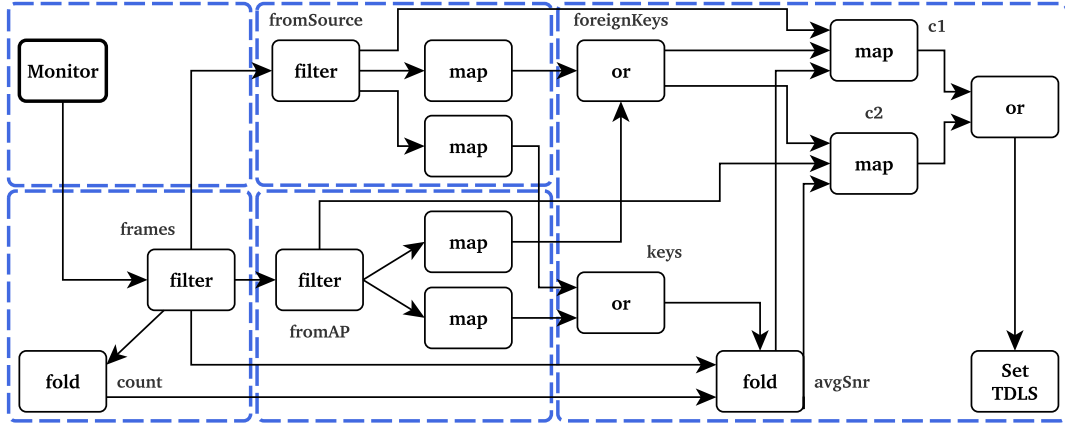 fromSource
foreignKeys
c1
Monitor
filter
map
or
map
or
c2
map
map
frames
map
keys
filter
filter
or
fromAP
map
fold
count
fold
avgSnr
Set
TDLS